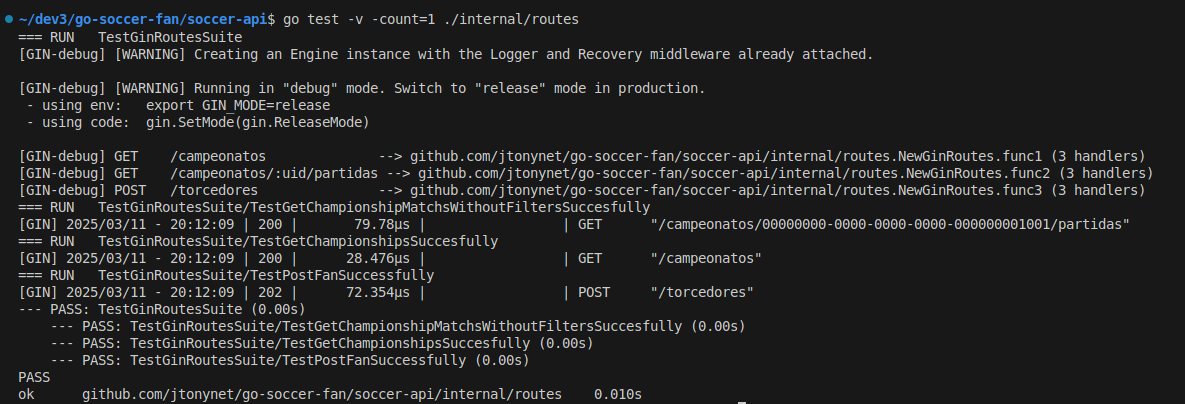 ~/dev3/go-soccer-fan/soccer-api$ go test -v -count=1 ./internal/routes
=== RUN   TestGinRoutesSuite
[GIN-debug] [WARNING] Creating an Engine instance with the Logger and Recovery middleware already attached.

[GIN-debug] [WARNING] Running in "debug" mode. Switch to "release" mode in production.
 - using env:   export GIN_MODE=release
 - using code:  gin.SetMode(gin.ReleaseMode)

[GIN-debug] GET    /campeonatos              --> github.com/jtonynet/go-soccer-fan/soccer-api/internal/routes.NewGinRoutes.func1 (3 handlers)
[GIN-debug] GET    /campeonatos/:uid/partidas --> github.com/jtonynet/go-soccer-fan/soccer-api/internal/routes.NewGinRoutes.func2 (3 handlers)
[GIN-debug] POST   /torcedores               --> github.com/jtonynet/go-soccer-fan/soccer-api/internal/routes.NewGinRoutes.func3 (3 handlers)
=== RUN   TestGinRoutesSuite/TestGetChampionshipMatchsWithoutFiltersSuccesfully
[GIN] 2025/03/11 - 20:12:09 | 200 |       79.78µs |                 | GET      "/campeonatos/00000000-0000-0000-0000-000000001001/partidas"
=== RUN   TestGinRoutesSuite/TestGetChampionshipsSuccesfully
[GIN] 2025/03/11 - 20:12:09 | 200 |      28.476µs |                 | GET      "/campeonatos"
=== RUN   TestGinRoutesSuite/TestPostFanSuccessfully
[GIN] 2025/03/11 - 20:12:09 | 202 |      72.354µs |                 | POST     "/torcedores"
--- PASS: TestGinRoutesSuite (0.00s)
    --- PASS: TestGinRoutesSuite/TestGetChampionshipMatchsWithoutFiltersSuccesfully (0.00s)
    --- PASS: TestGinRoutesSuite/TestGetChampionshipsSuccesfully (0.00s)
    --- PASS: TestGinRoutesSuite/TestPostFanSuccessfully (0.00s)
PASS
ok      github.com/jtonynet/go-soccer-fan/soccer-api/internal/routes    0.010s